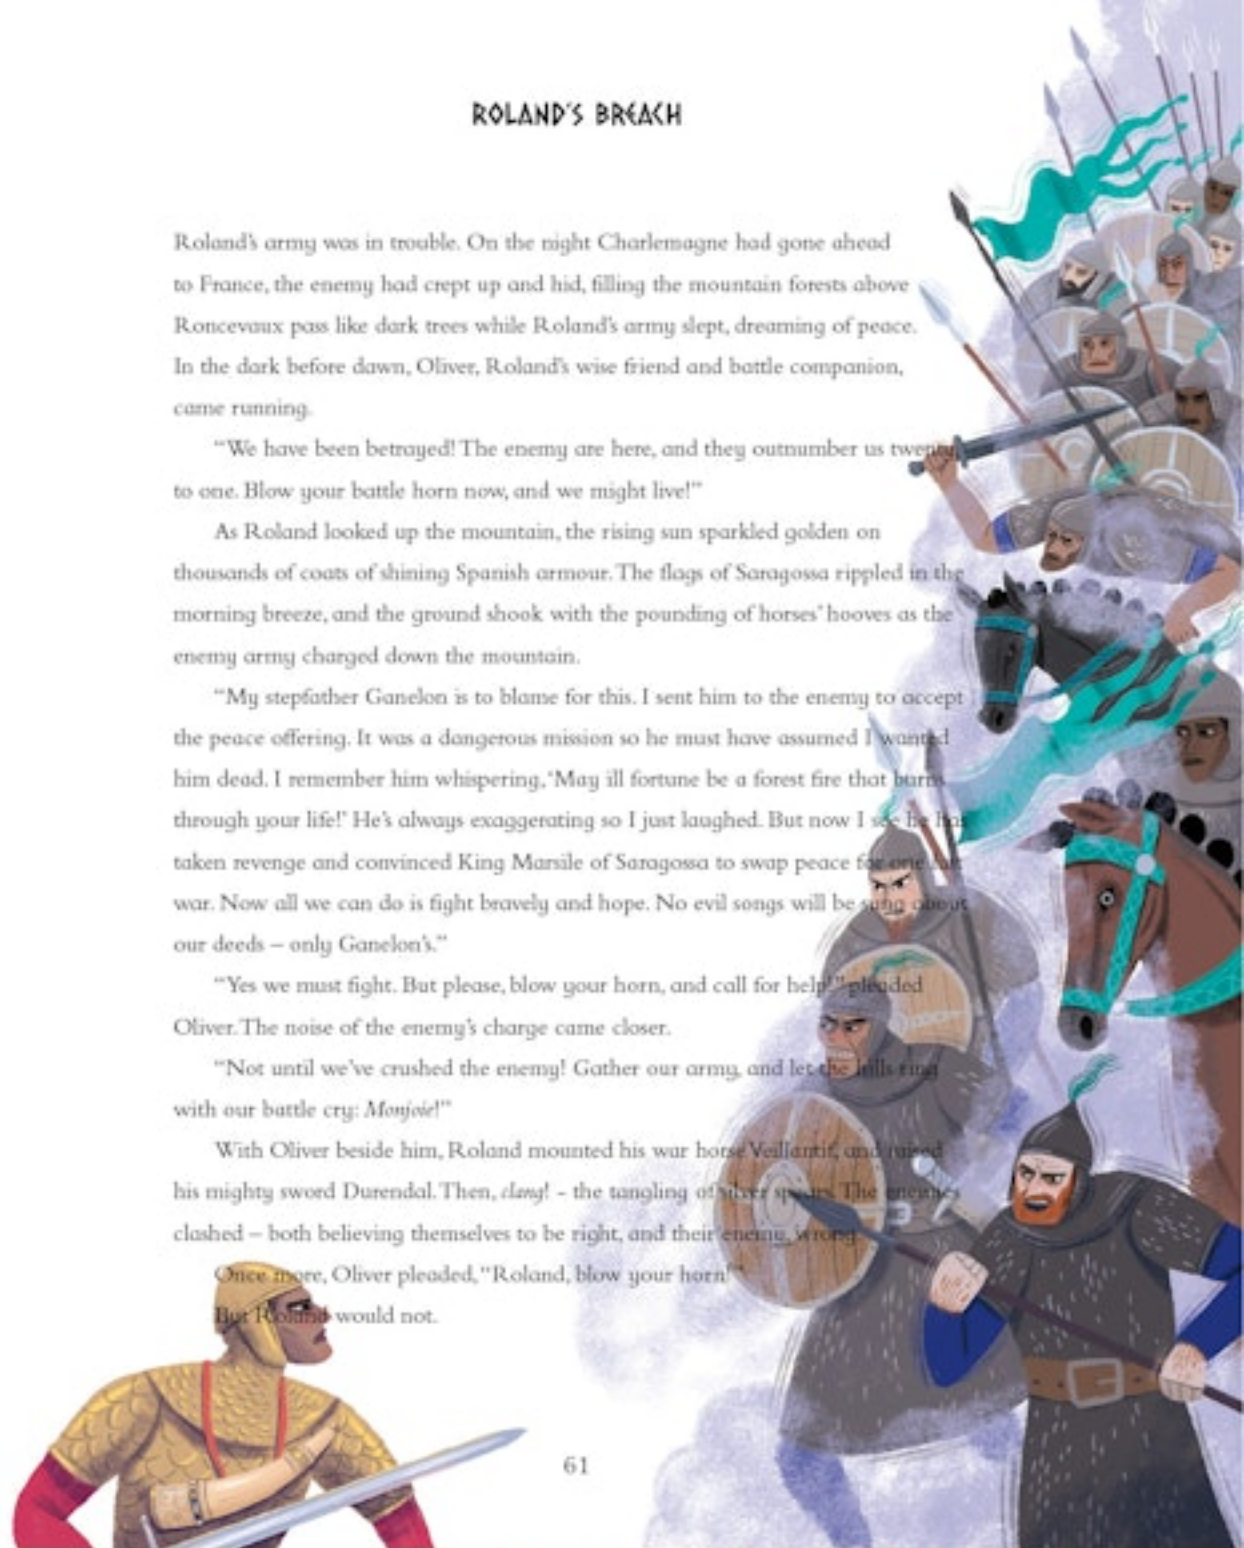 ROLAND'S BREACH
Roland's army was in trouble. On the night Charlemagne had gone ahead
to France, the enemy had crept up and hid, filling the mountain forests above
Roncevaux pass like dark trees while Roland's army slept, dreaming of peace.
In the dark before dawn, Oliver, Roland's wise friend and battle companion,
came running.
“We have been betrayed! The enemy are here, and they outnumber us twenty
to one. Blow your battle horn now, and we might live!”
As Roland looked up the mountain, the rising sun sparkled golden on
thousands of coats of shining Spanish armour. The flags of Saragossa rippled in the
morning breeze, and the ground shook with the pounding of horses’ hooves as the
enemy army charged down the mountain.
“My stepfather Ganelon is to blame for this. I sent him to the enemy to accept
the peace offering. It was a dangerous mission so he must have assumed I wanted
him dead. I remember him whispering, ‘May ill fortune be a forest fire that burns
through your life!’ He’s always exaggerating so I just laughed. But now I see he has
taken revenge and convinced King Marsile of Saragossa to swap peace for one last
war. Now all we can do is fight bravely and hope. No evil songs will be sung about
our deeds – only Ganelon’s.”
“Yes we must fight. But please, blow your horn, and call for help!” pleaded
Oliver. The noise of the enemy’s charge came closer.
“Not until we’ve crushed the enemy! Gather our army, and let the hills ring
with our battle cry: Monjoie!”
With Oliver beside him, Roland mounted his war horse Veillantif, and raised
his mighty sword Durendal. Then, clang! – the tangling of silver spears. The enemies
clashed – both believing themselves to be right, and their enemy, wrong.
Once more, Oliver pleaded, “Roland, blow your horn!”
But Roland would not.
61